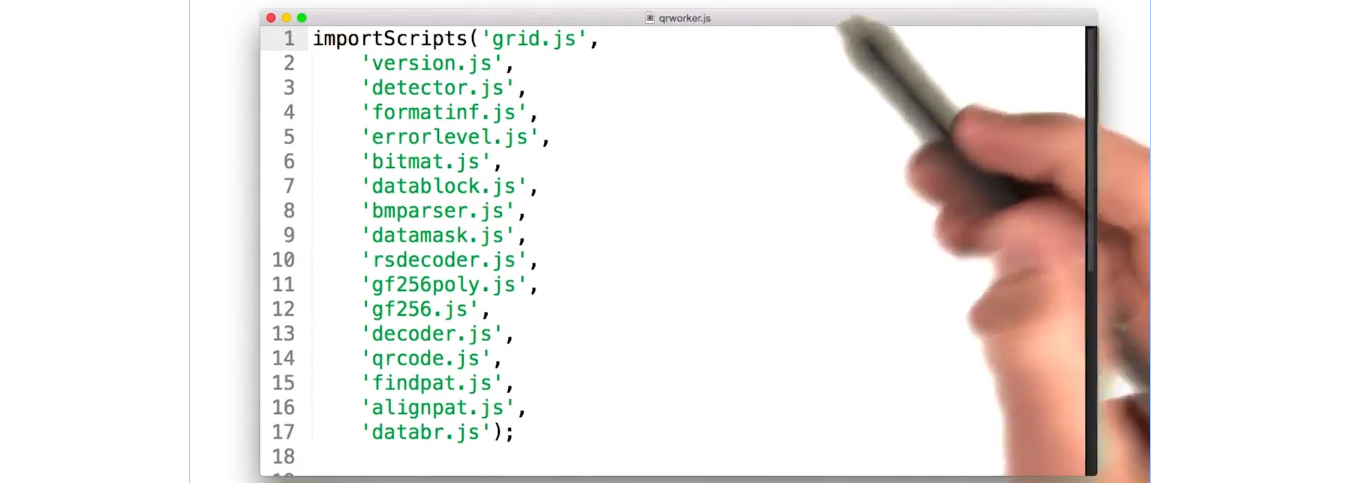 qrworker.js
1 importScripts('grid.js',
2 'version.js',
3 'detector.js',
4 'formatinf.js',
5 'errorlevel.js',
6 'bitmat.js',
7 'datablock.js',
8 'bmparser.js',
9 'datamask.js',
10 'rsdecoder.js',
11 'gf256poly.js',
12 'gf256.js',
13 'decoder.js',
14 'qrcode.js',
15 'findpat.js',
16 'alignpat.js',
17 'databr.js');
18